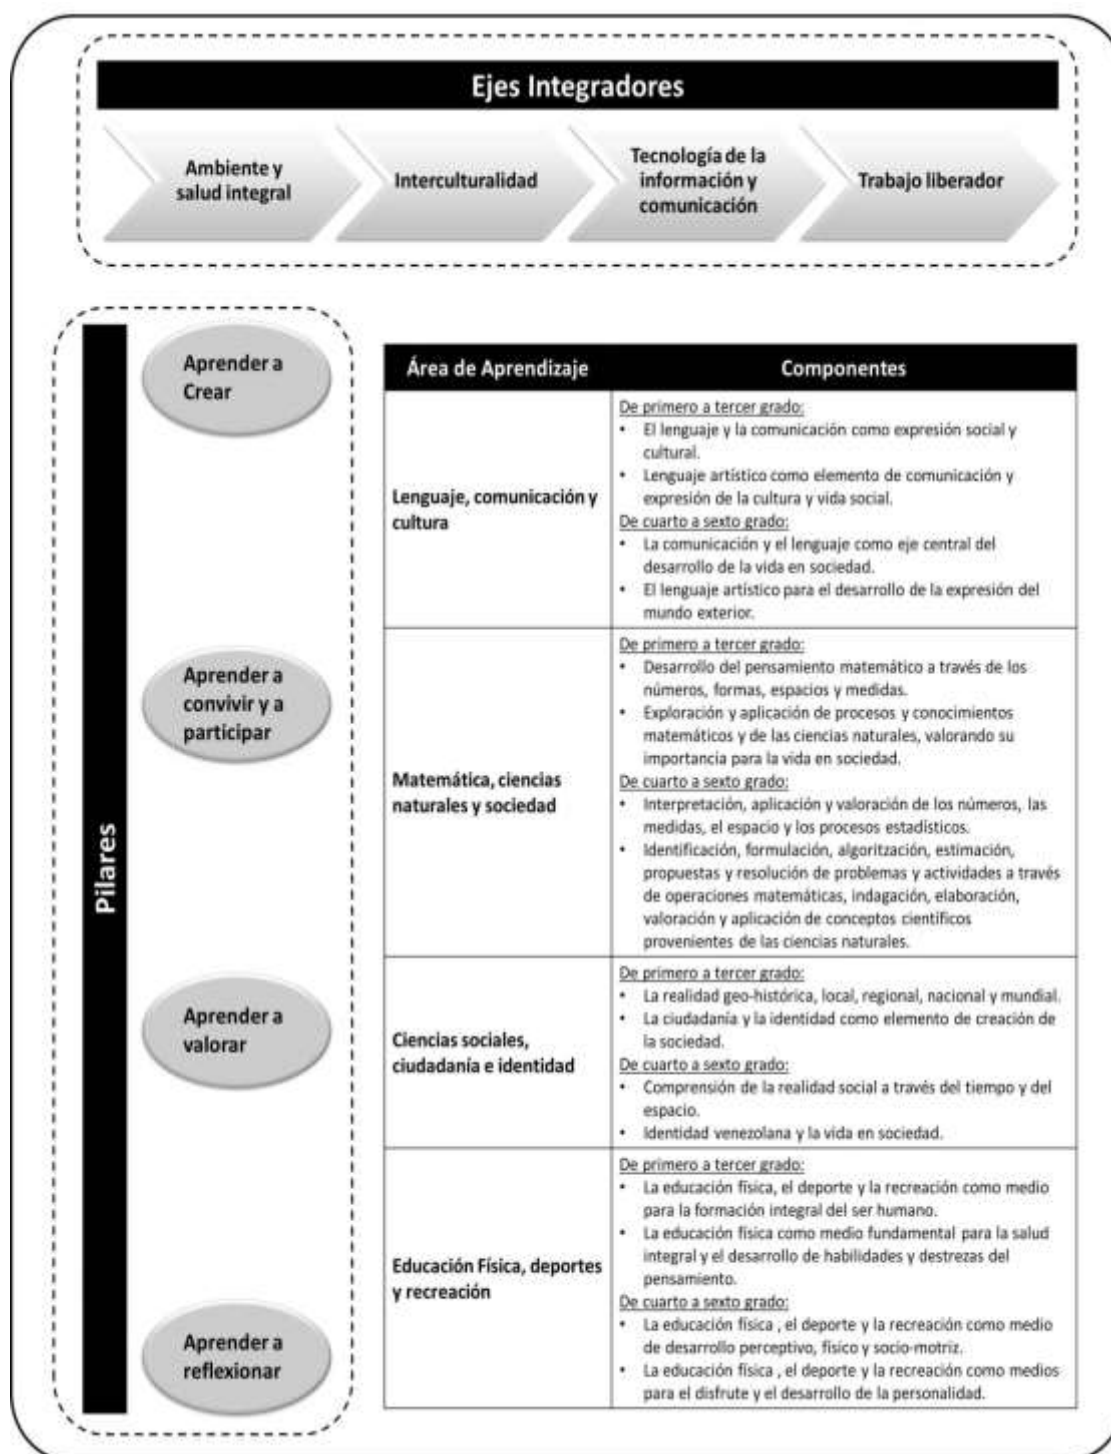 Ejes Integradores
Ambiente y
salud integral
Interculturalidad
Tecnología de la
información y
comunicación
Trabajo liberador
Pilares
Aprender a
Crear
Aprender a
convivir y a
participar
Aprender a
valorar
Aprender a
reflexionar
Área de Aprendizaje
Componentes
Lenguaje, comunicación y
cultura
De primero a tercer grado:
• El lenguaje y la comunicación como expresión social y
cultural.
• Lenguaje artístico como elemento de comunicación y
expresión de la cultura y vida social.
De cuarto a sexto grado:
• La comunicación y el lenguaje como eje central del
desarrollo de la vida en sociedad.
• El lenguaje artístico para el desarrollo de la expresión del
mundo exterior.
Matemática, ciencias
naturales y sociedad
De primero a tercer grado:
• Desarrollo del pensamiento matemático a través de los
números, formas, espacios y medidas.
• Exploración y aplicación de procesos y conocimientos
matemáticos y de las ciencias naturales, valorando su
importancia para la vida en sociedad.
De cuarto a sexto grado:
• Interpretación, aplicación y valoración de los números, las
medidas, el espacio y los procesos estadísticos.
• Identificación, formulación, algoritzación, estimación,
propuestas y resolución de problemas y actividades a través
de operaciones matemáticas, indagación, elaboración,
valoración y aplicación de conceptos científicos
provenientes de las ciencias naturales.
Ciencias sociales,
ciudadanía e identidad
De primero a tercer grado:
• La realidad geo-histórica, local, regional, nacional y mundial.
• La ciudadanía y la identidad como elemento de creación de
la sociedad.
De cuarto a sexto grado:
• Comprensión de la realidad social a través del tiempo y del
espacio.
• Identidad venezolana y la vida en sociedad.
Educación Física, deportes
y recreación
De primero a tercer grado:
• La educación física, el deporte y la recreación como medio
para la formación integral del ser humano.
• La educación física como medio fundamental para la salud
integral y el desarrollo de habilidades y destrezas del
pensamiento.
De cuarto a sexto grado:
• La educación física , el deporte y la recreación como medio
de desarrollo perceptivo, físico y socio-motriz.
• La educación física , el deporte y la recreación como medios
para el disfrute y el desarrollo de la personalidad.